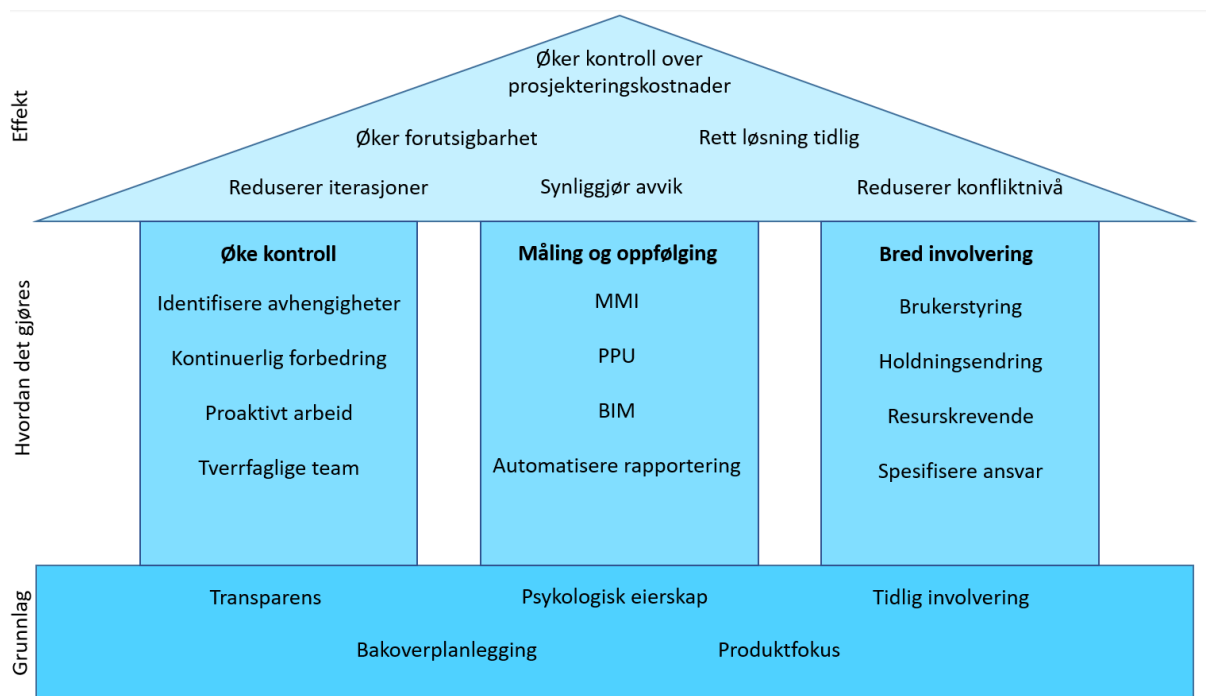 Effekt
Øker kontroll over
prosjekteringskostnader
Øker forutsigbarhet
Rett løsning tidlig
Reduserer iterasjoner
Synliggjør avvik
Reduserer konfliktnivå
Hvordan det gjøres
Øke kontroll
Identifisere avhengigheter
Kontinuerlig forbedring
Proaktivt arbeid
Tverrfaglige team
Måling og oppfølging
MMI
PPU
BIM
Automatisere rapportering
Bred involvering
Brukerstyring
Holdningsendring
Resurskrevende
Spesifisere ansvar
Grunnlag
Transparens
Psykologisk eierskap
Tidlig involvering
Bakoverplanlegging
Produktfokus